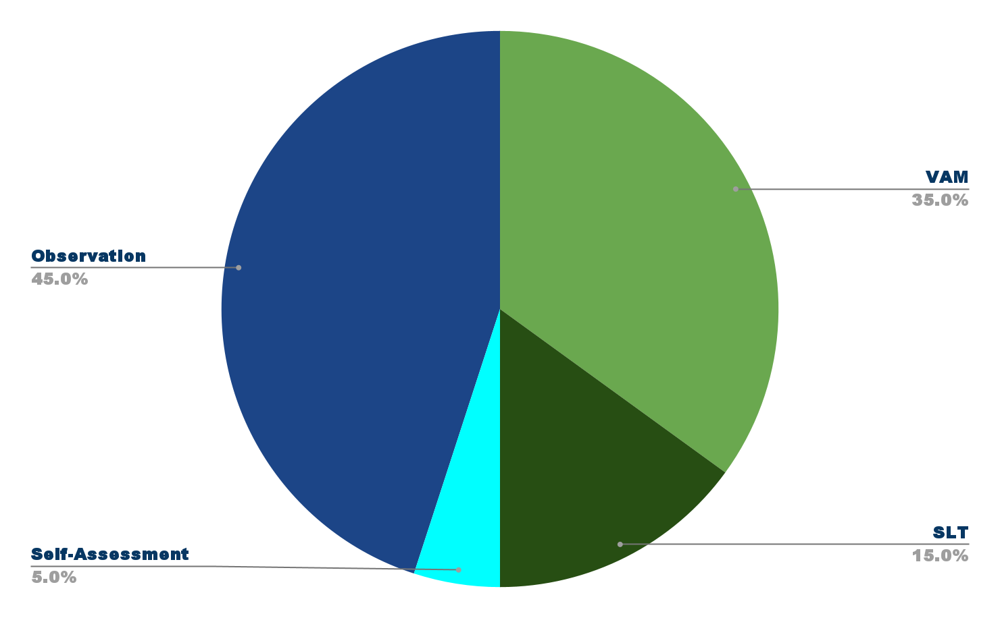 VAM
35.0%
Observation
45.0%
SLT
15.0%
Self-Assessment
5.0%